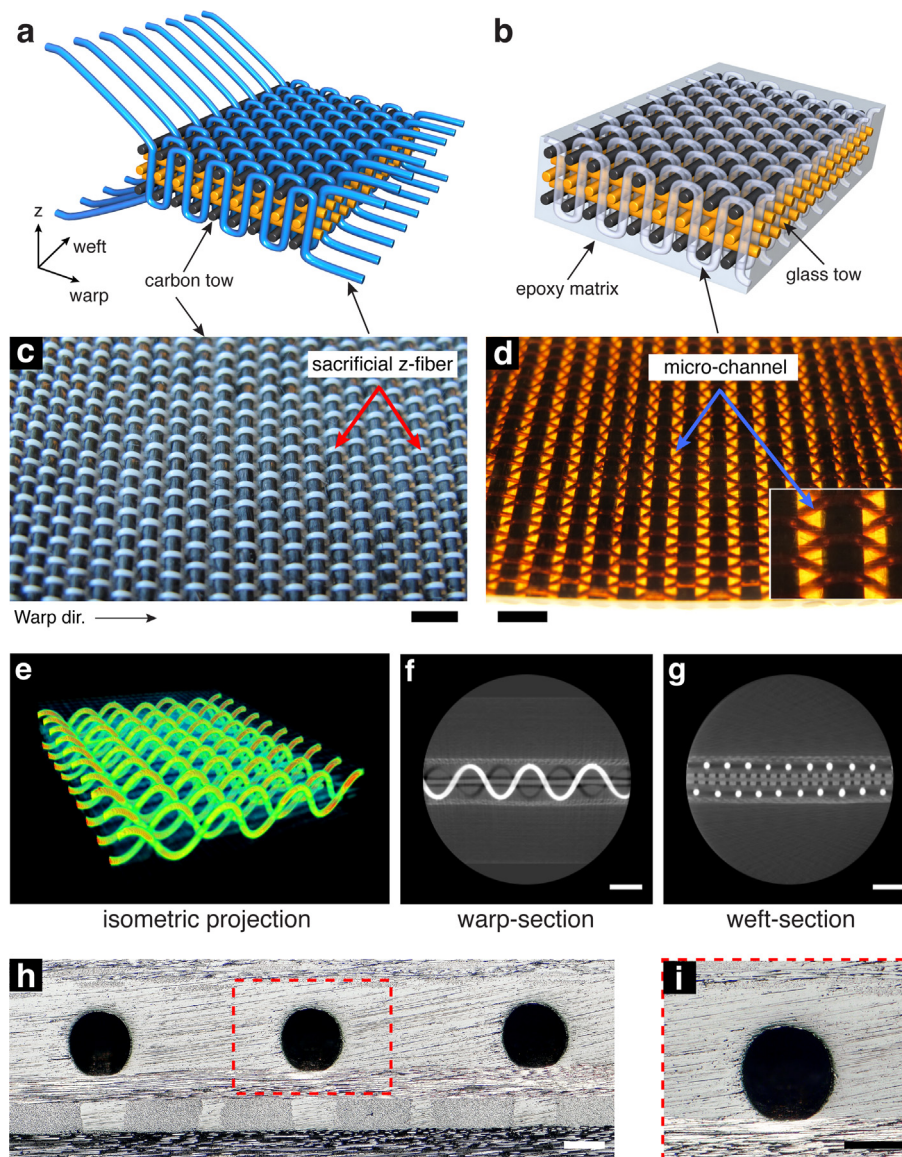 a
b
z
weft
warp
carbon tow
epoxy matrix
glass tow
c
sacrificial z-fiber
d
micro-channel
Warp dir.
e
f
g
isometric projection
warp-section
weft-section
h
i